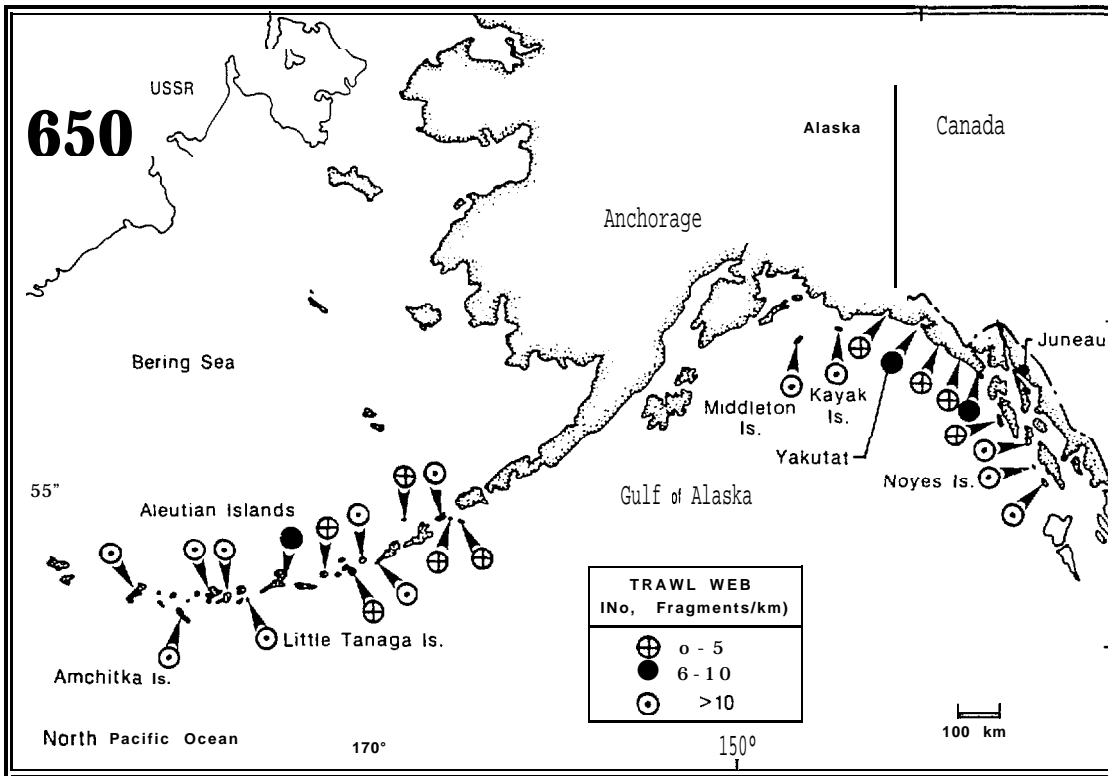 USSR
650
Alaska
Canada
Anchorage
Juneau
Bering Sea
Middleton
Is.
Kayak
Is.
Yakutat
Noyes Is.
55"
Gulf of Alaska
Aleutian Islands
Little Tanaga Is.
Amchitka Is.
TRAWL WEB
INo, Fragments/km)
o - 5
6-10
>10
North Pacific Ocean
170°
150°
100 km